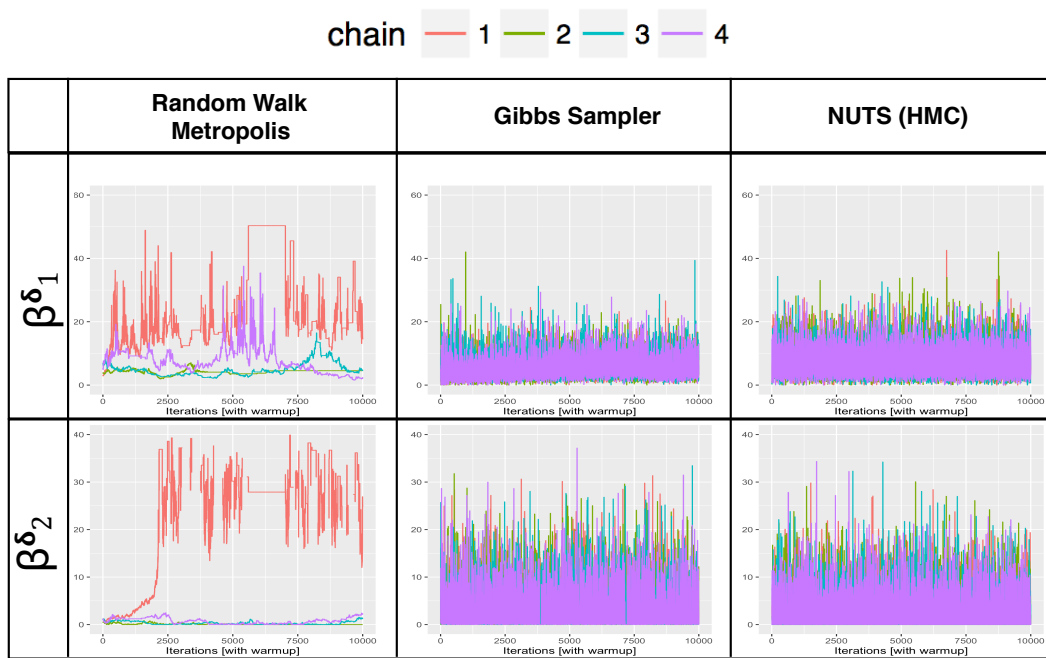 chain 1 2 3 4
Random Walk
Metropolis
Gibbs Sampler
NUTS (HMC)
β^δ_1
80
60
40
20
0
0 2500 5000 7500 10000
Iterations [with warmup]
60
40
20
0
0 2500 5000 7500 10000
Iterations [with warmup]
60
40
20
0
0 2500 5000 7500 10000
Iterations [with warmup]
β^δ_2
40
30
20
10
0
0 2500 5000 7500 10000
Iterations [with warmup]
40
30
20
10
0
0 2500 5000 7500 10000
Iterations [with warmup]
40
30
20
10
0
0 2500 5000 7500 10000
Iterations [with warmup]